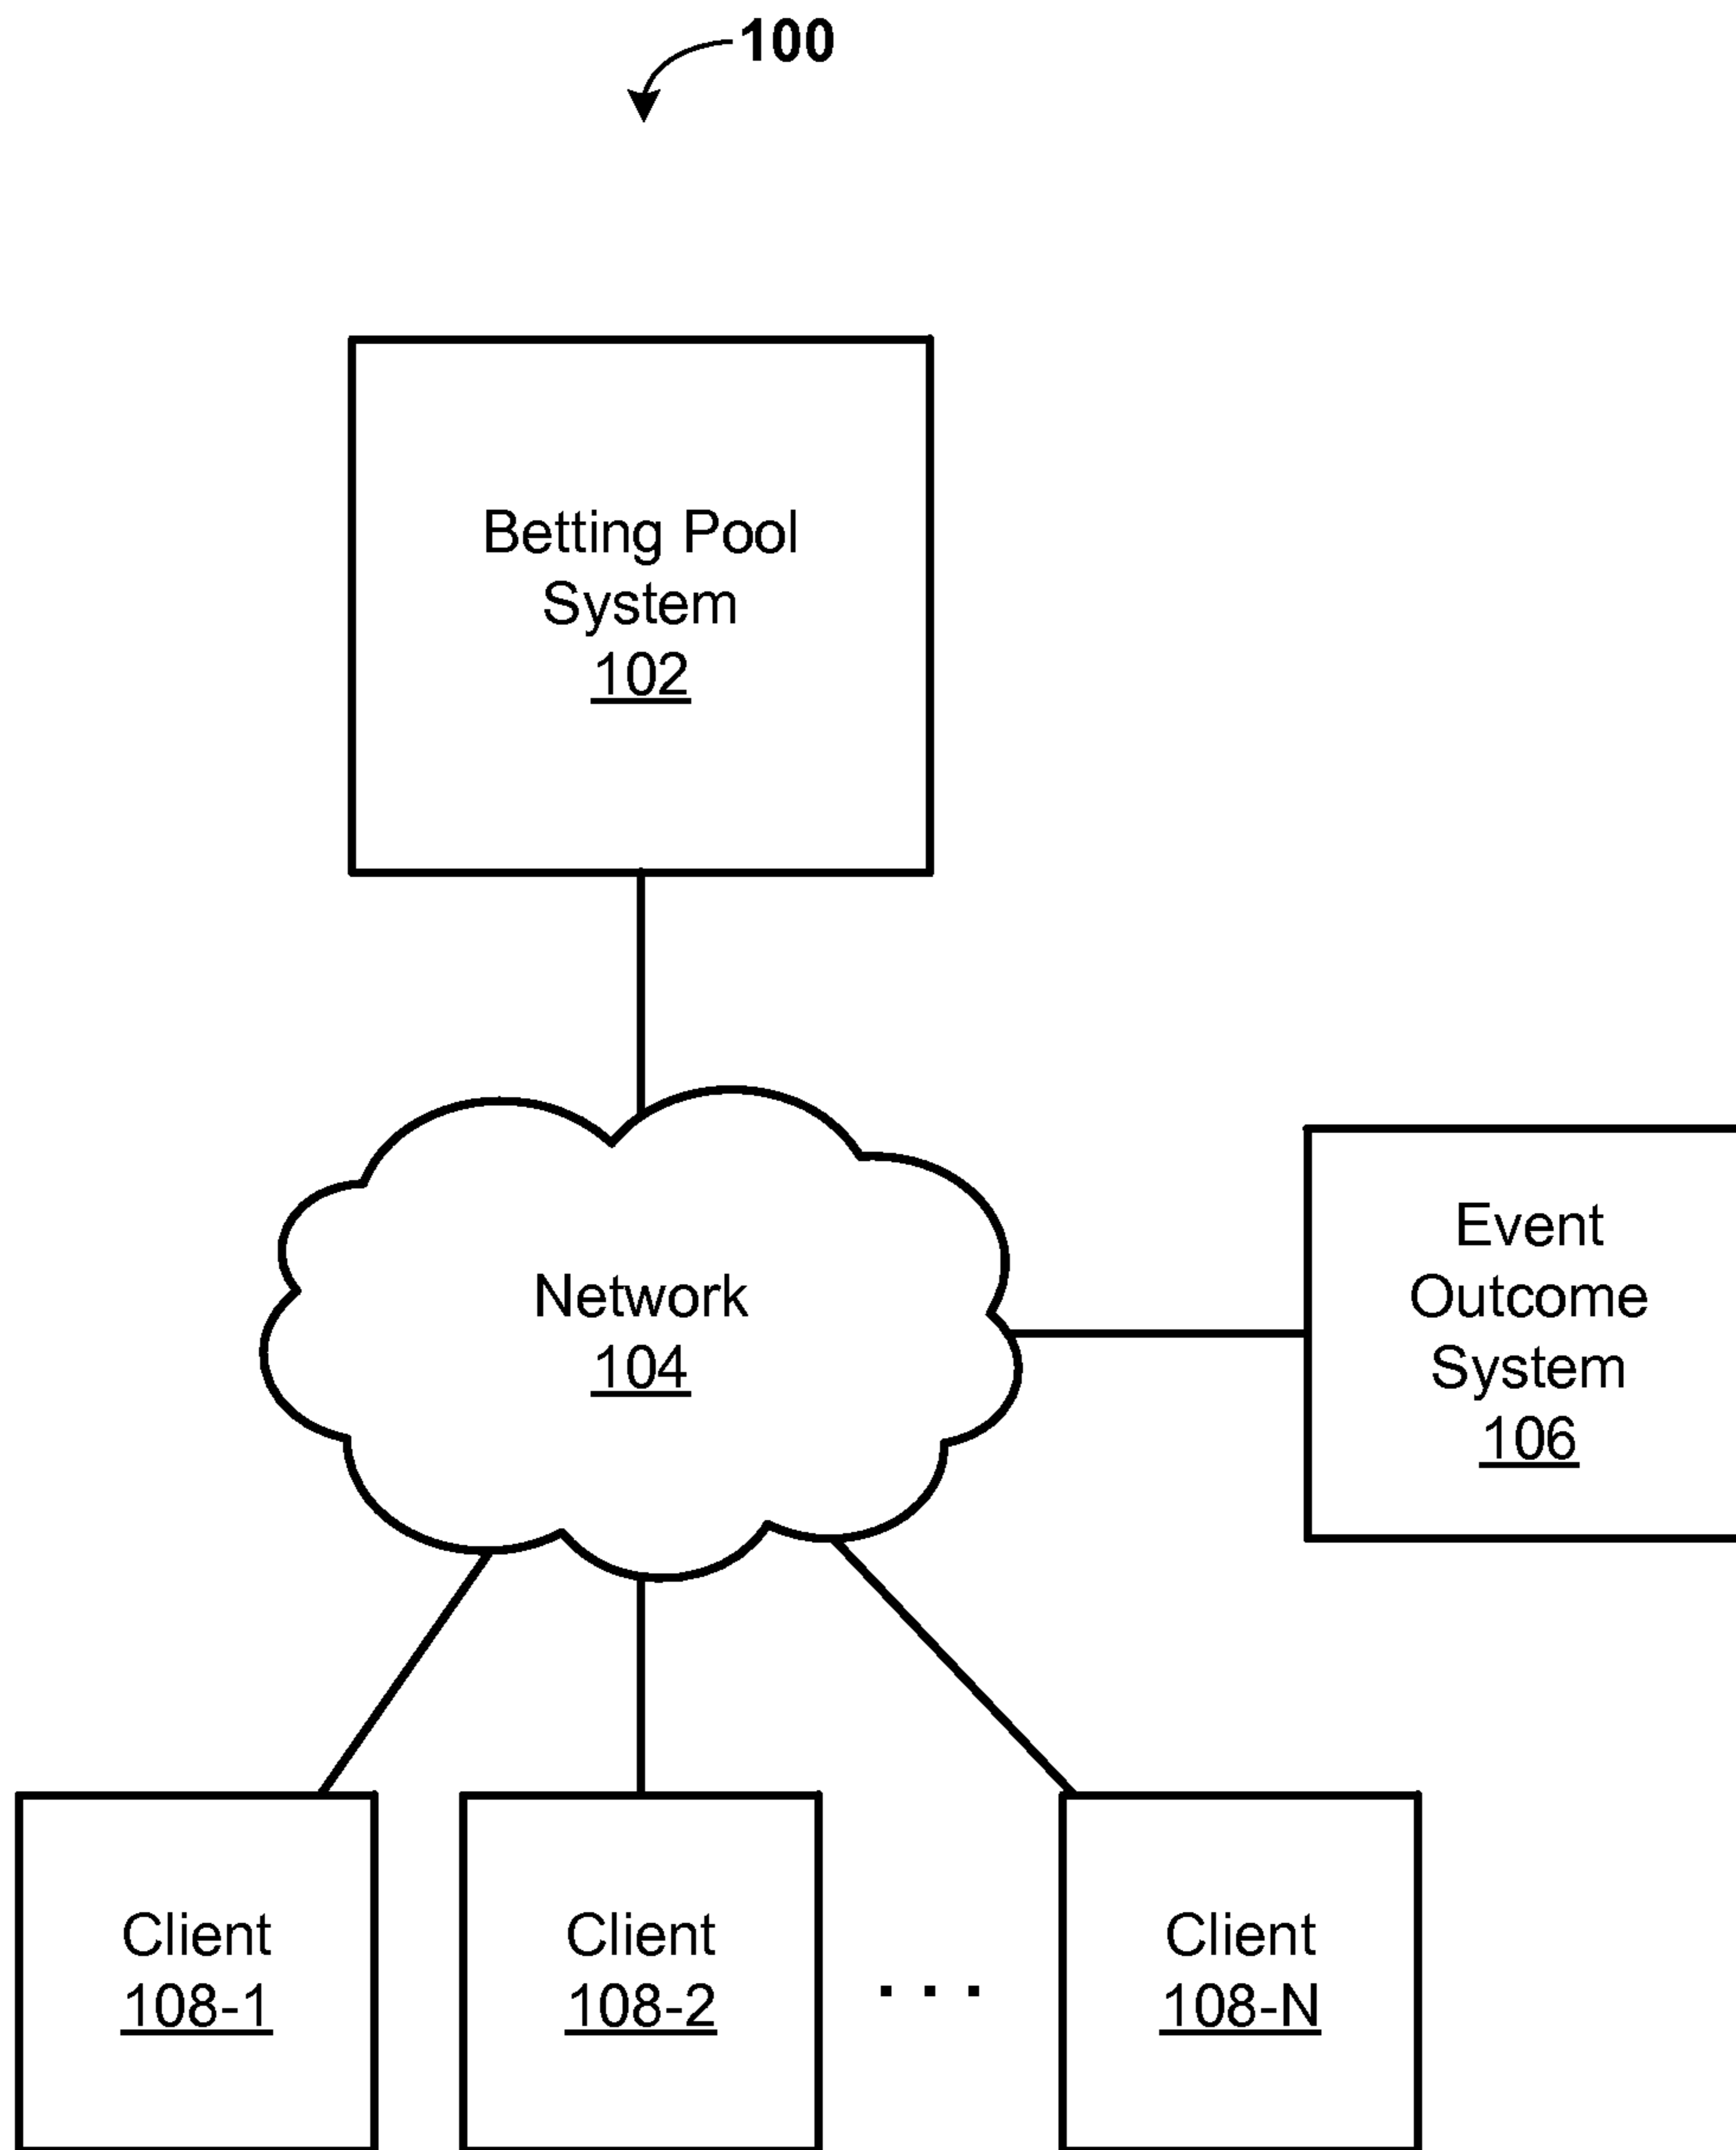 100
Betting Pool
System
102
Network
104
Event
Outcome
System
106
Client
108-1
Client
108-2
. . .
Client
108-N